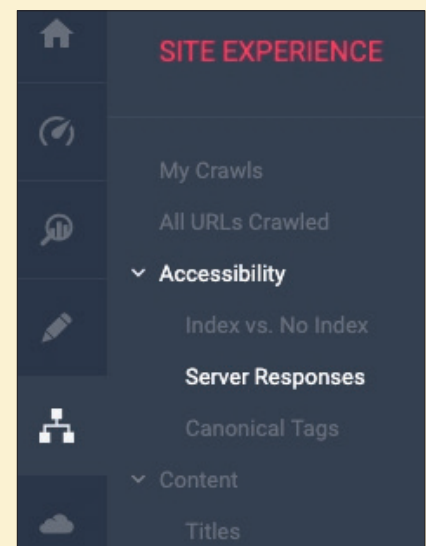 SITE EXPERIENCE
My Crawls
All URLs Crawled
Accessibility
Index vs. No Index
Server Responses
Canonical Tags
Content
Titles